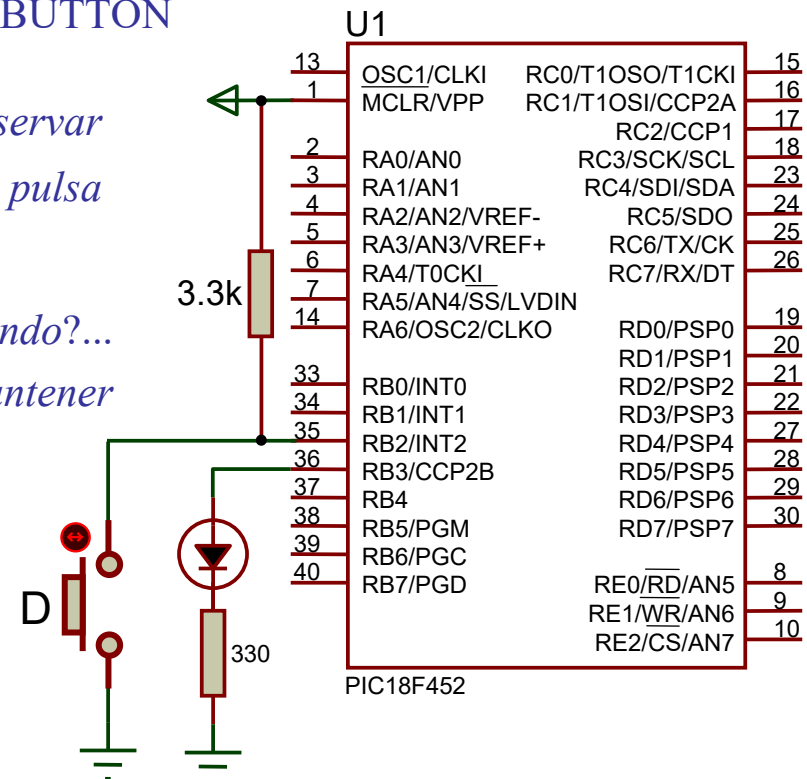 BUTTON
servar
pulsa
ndo?...
ntener
U1
13
1
2
3
4
5
6
7
14
33
34
35
36
37
38
39
40
OSC1/CLKI
MCLR/VPP
RA0/AN0
RA1/AN1
RA2/AN2/VREF-
RA3/AN3/VREF+
RA4/T0CKI
RA5/AN4/SS/LVDIN
RA6/OSC2/CLKO
RB0/INT0
RB1/INT1
RB2/INT2
RB3/CCP2B
RB4
RB5/PGM
RB6/PGC
RB7/PGD
RC0/T1OSO/T1CKI
RC1/T1OSI/CCP2A
RC2/CCP1
RC3/SCK/SCL
RC4/SDI/SDA
RC5/SDO
RC6/TX/CK
RC7/RX/DT
RD0/PSP0
RD1/PSP1
RD2/PSP2
RD3/PSP3
RD4/PSP4
RD5/PSP5
RD6/PSP6
RD7/PSP7
RE0/RD/AN5
RE1/WR/AN6
RE2/CS/AN7
15
16
17
18
23
24
25
26
19
20
21
22
27
28
29
30
8
9
10
3.3k
D
330
PIC18F452